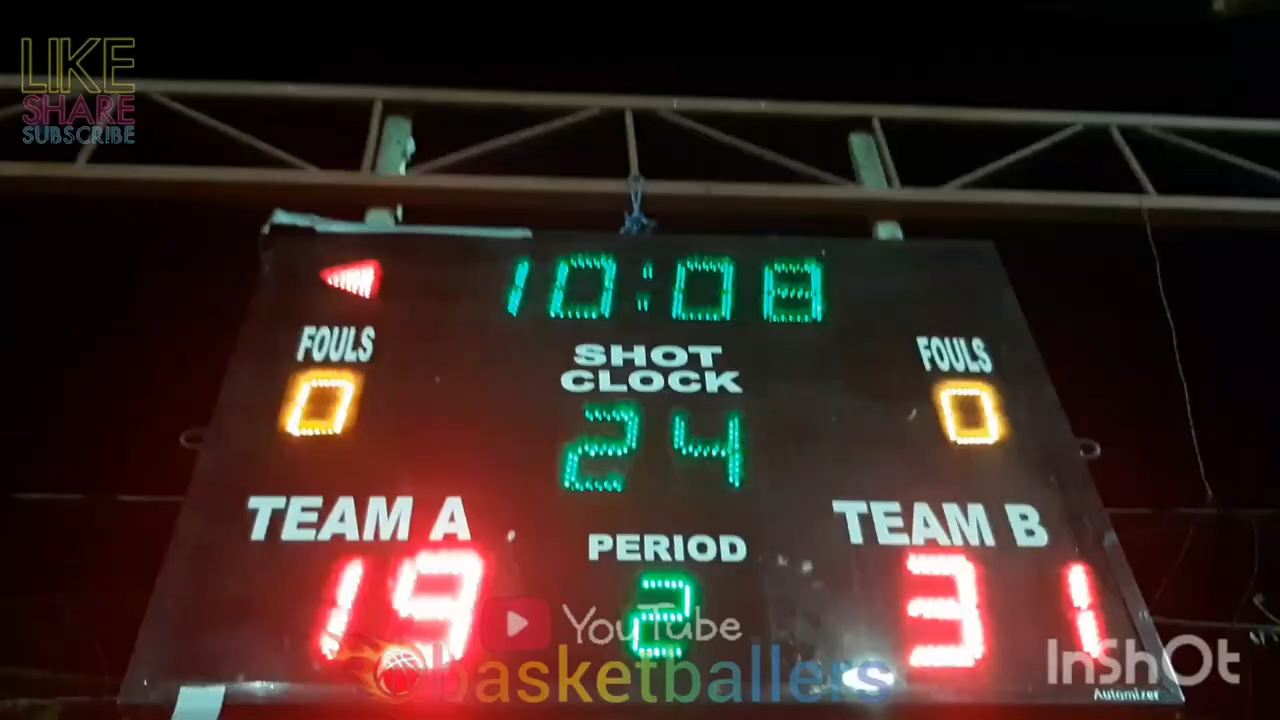 LIKE
SHARE
SUBSCRIBE
10:08
FOULS
SHOT
CLOCK
FOULS
0
24
0
TEAM A
PERIOD
TEAM B
19
2
31
YouTube
basketballers
InShOt
Automizer